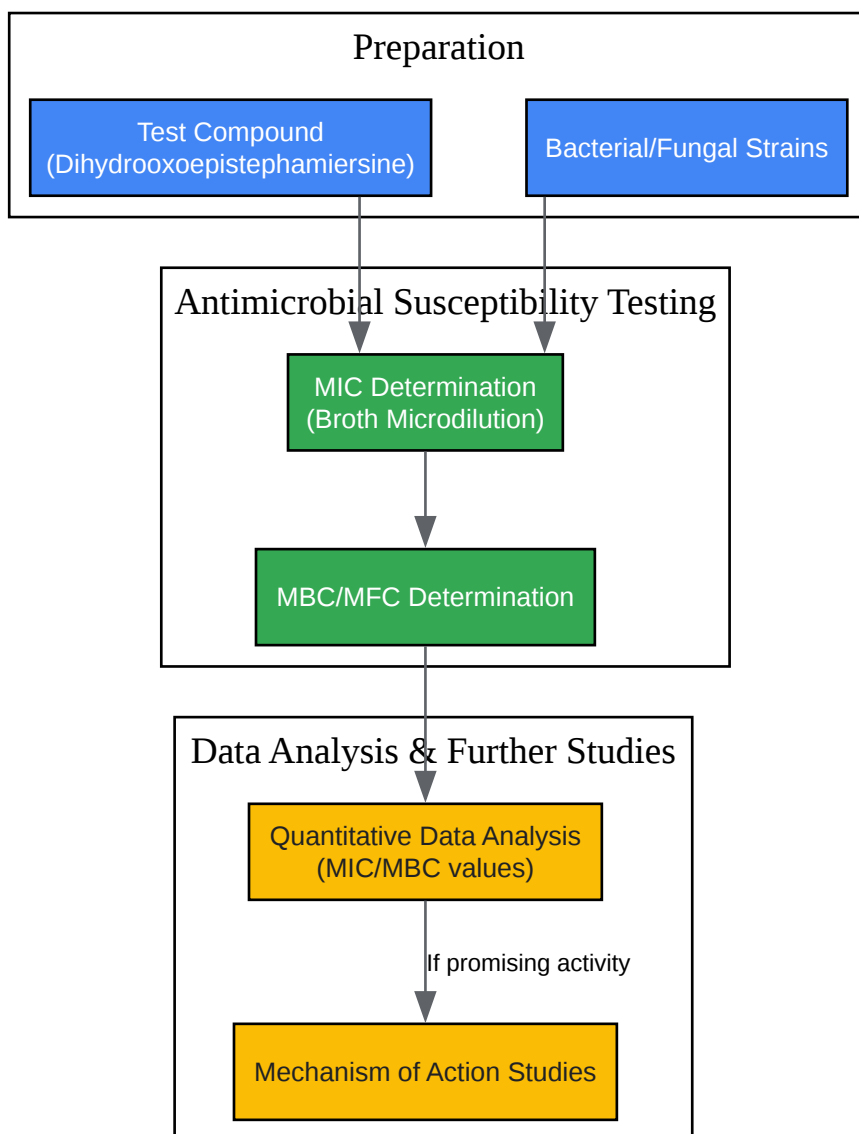 Preparation
Test Compound
(Dihydrooxoepistephamiersine)
Bacterial/Fungal Strains
Antimicrobial Susceptibility Testing
MIC Determination
(Broth Microdilution)
MBC/MFC Determination
Data Analysis & Further Studies
Quantitative Data Analysis
(MIC/MBC values)
If promising activity
Mechanism of Action Studies